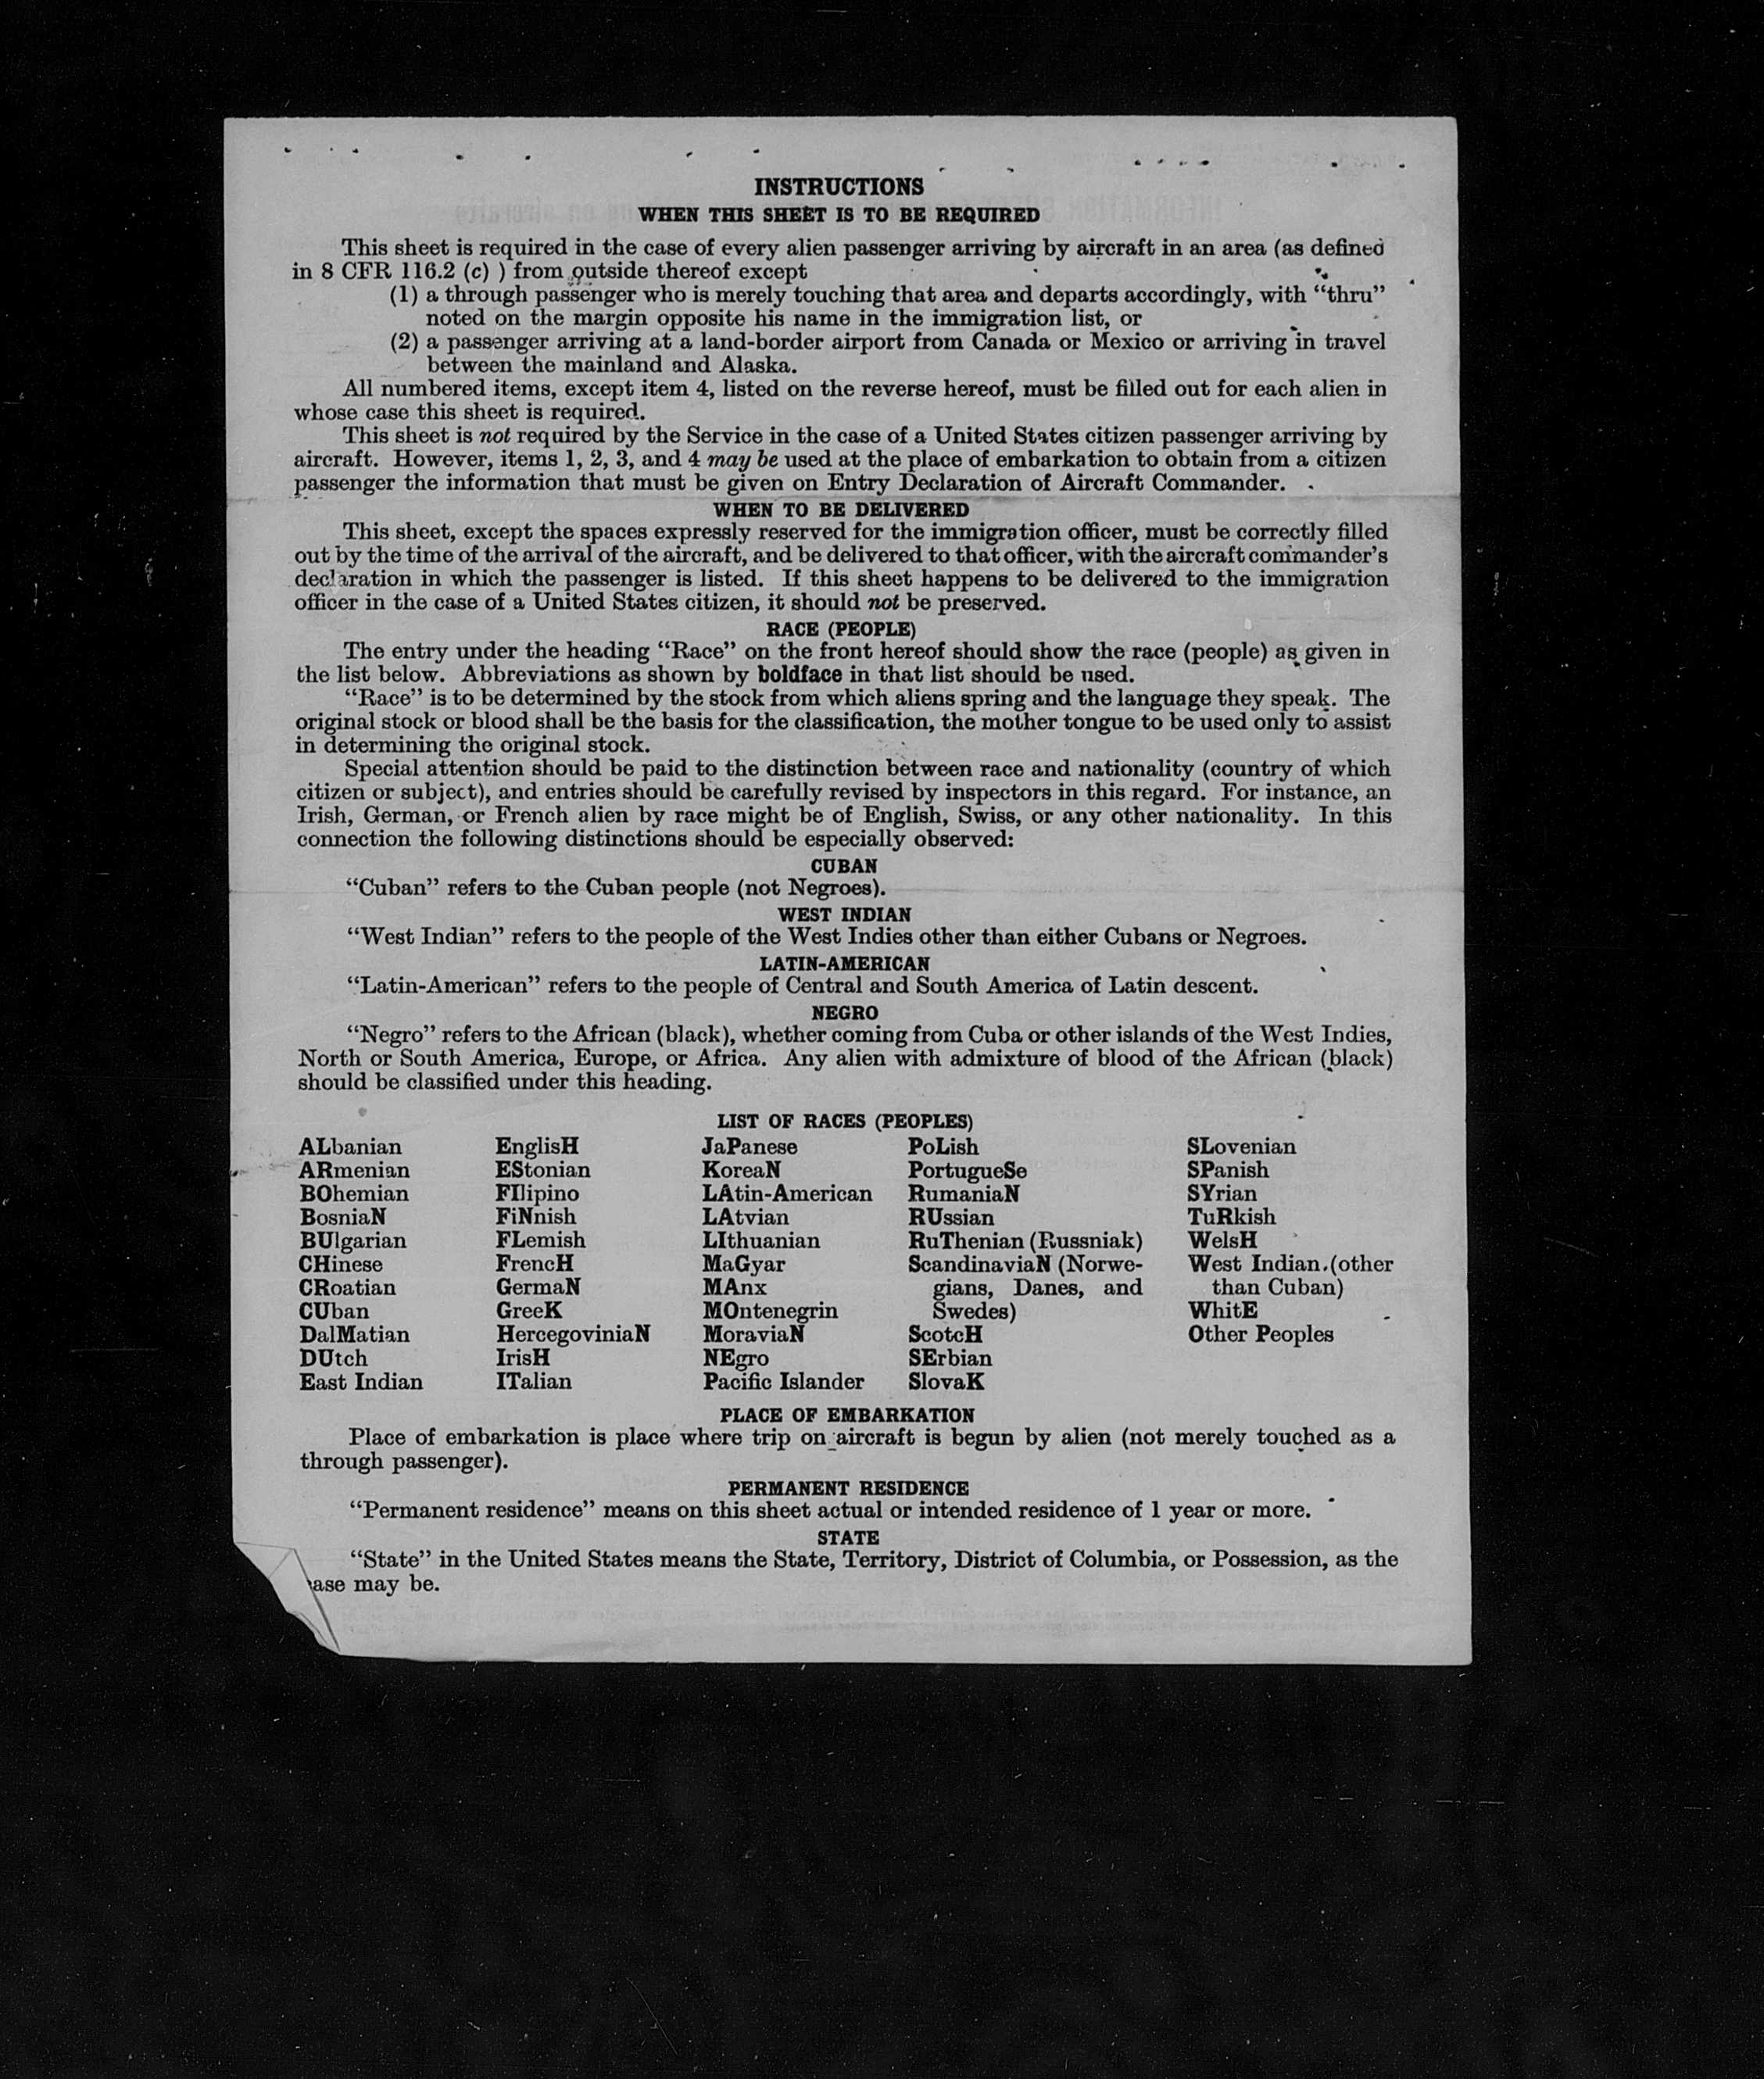 INSTRUCTIONS
WHEN THIS SHEET IS TO BE REQUIRED
This sheet is required in the case of every alien passenger arriving by aircraft in an area (as defined
in 8 CFR 116.2 (c) ) from outside thereof except
(1) a through passenger who is merely touching that area and departs accordingly, with “thru”
noted on the margin opposite his name in the immigration list, or
(2) a passenger arriving at a land-border airport from Canada or Mexico or arriving in travel
between the mainland and Alaska.
All numbered items, except item 4, listed on the reverse hereof, must be filled out for each alien in
whose case this sheet is required.
This sheet is not required by the Service in the case of a United States citizen passenger arriving by
aircraft. However, items 1, 2, 3, and 4 may be used at the place of embarkation to obtain from a citizen
passenger the information that must be given on Entry Declaration of Aircraft Commander.
WHEN TO BE DELIVERED
This sheet, except the spaces expressly reserved for the immigration officer, must be correctly filled
out by the time of the arrival of the aircraft, and be delivered to that officer, with the aircraft commander’s
declaration in which the passenger is listed. If this sheet happens to be delivered to the immigration
officer in the case of a United States citizen, it should not be preserved.
RACE (PEOPLE)
The entry under the heading “Race” on the front hereof should show the race (people) as given in
the list below. Abbreviations as shown by boldface in that list should be used.
“Race” is to be determined by the stock from which aliens spring and the language they speak. The
original stock or blood shall be the basis for the classification, the mother tongue to be used only to assist
in determining the original stock.
Special attention should be paid to the distinction between race and nationality (country of which
citizen or subject), and entries should be carefully revised by inspectors in this regard. For instance, an
Irish, German, or French alien by race might be of English, Swiss, or any other nationality. In this
connection the following distinctions should be especially observed:
CUBAN
“Cuban” refers to the Cuban people (not Negroes).
WEST INDIAN
“West Indian” refers to the people of the West Indies other than either Cubans or Negroes.
LATIN-AMERICAN
“Latin-American” refers to the people of Central and South America of Latin descent.
NEGRO
“Negro” refers to the African (black), whether coming from Cuba or other islands of the West Indies,
North or South America, Europe, or Africa. Any alien with admixture of blood of the African (black)
should be classified under this heading.
LIST OF RACES (PEOPLES)
ALbanian
ARmenian
BOhemian
BosniaN
BUlgarian
CHinese
CRoatian
CUban
DalMatian
DUtch
East Indian
EnglisH
EStonian
FIlipino
FiNnish
FLemish
FrencH
GermaN
GreeK
HercegoviniaN
IrisH
ITalian
JaPanese
KoreaN
LAtin-American
LAtvian
LIthuanian
MaGyar
MAnx
MOntenegrin
MoraviaN
NEgro
Pacific Islander
PoLish
PortugueSe
RumaniaN
RUssian
RuThenian (Russniak)
ScandinaviaN (Norwe-
gians, Danes, and
Swedes)
ScotcH
SErbian
SlovaK
SLovenian
SPanish
SYrian
TuRkish
WelsH
West Indian (other
than Cuban)
WhitE
Other Peoples
PLACE OF EMBARKATION
Place of embarkation is place where trip on aircraft is begun by alien (not merely touched as a
through passenger).
PERMANENT RESIDENCE
“Permanent residence” means on this sheet actual or intended residence of 1 year or more.
STATE
“State” in the United States means the State, Territory, District of Columbia, or Possession, as the
ase may be.